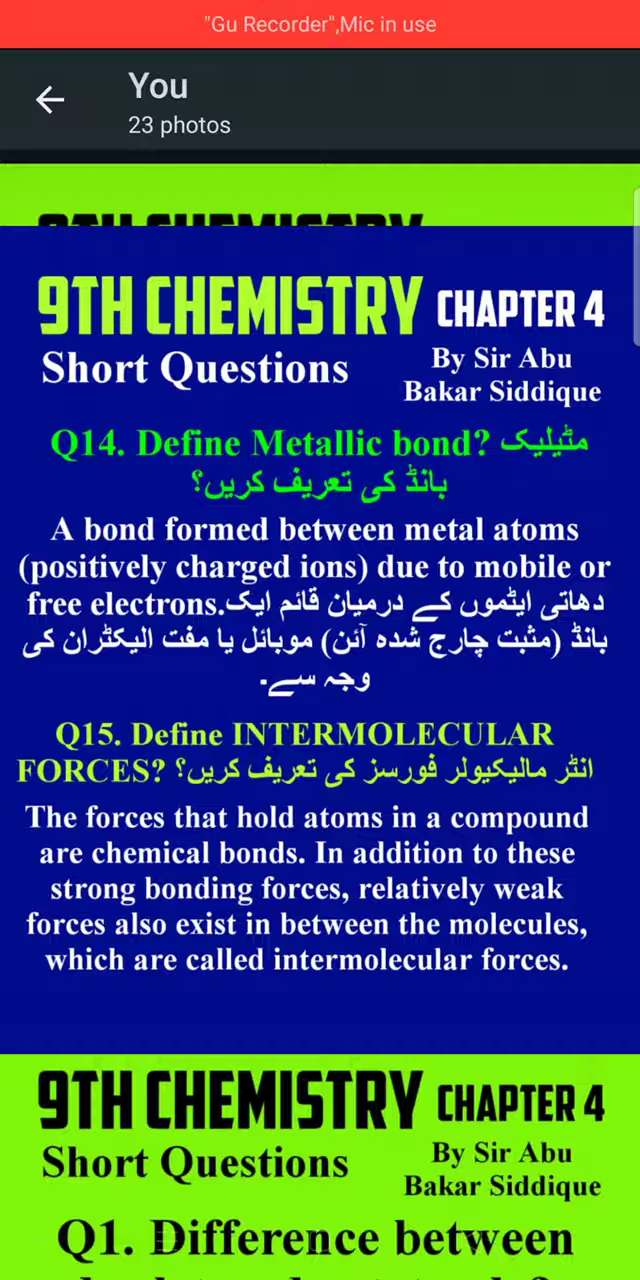 "Gu Recorder",Mic in use
You
23 photos
9TH CHEMISTRY
9TH CHEMISTRY CHAPTER 4
Short Questions
By Sir Abu
Bakar Siddique
Q14. Define Metallic bond? مٹیلیک
بانڈ کی تعریف کریں؟
A bond formed between metal atoms
(positively charged ions) due to mobile or
free electrons.دھاتی ایٹموں کے درمیان قائم ایک
بانڈ (مثبت چارج شدہ آئن) موبائل یا مفت الیکٹران کی
وجہ سے۔
Q15. Define INTERMOLECULAR
FORCES? انٹر مالیکیولر فورسز کی تعریف کریں؟
The forces that hold atoms in a compound
are chemical bonds. In addition to these
strong bonding forces, relatively weak
forces also exist in between the molecules,
which are called intermolecular forces.
9TH CHEMISTRY CHAPTER 4
Short Questions
By Sir Abu
Bakar Siddique
Q1. Difference between